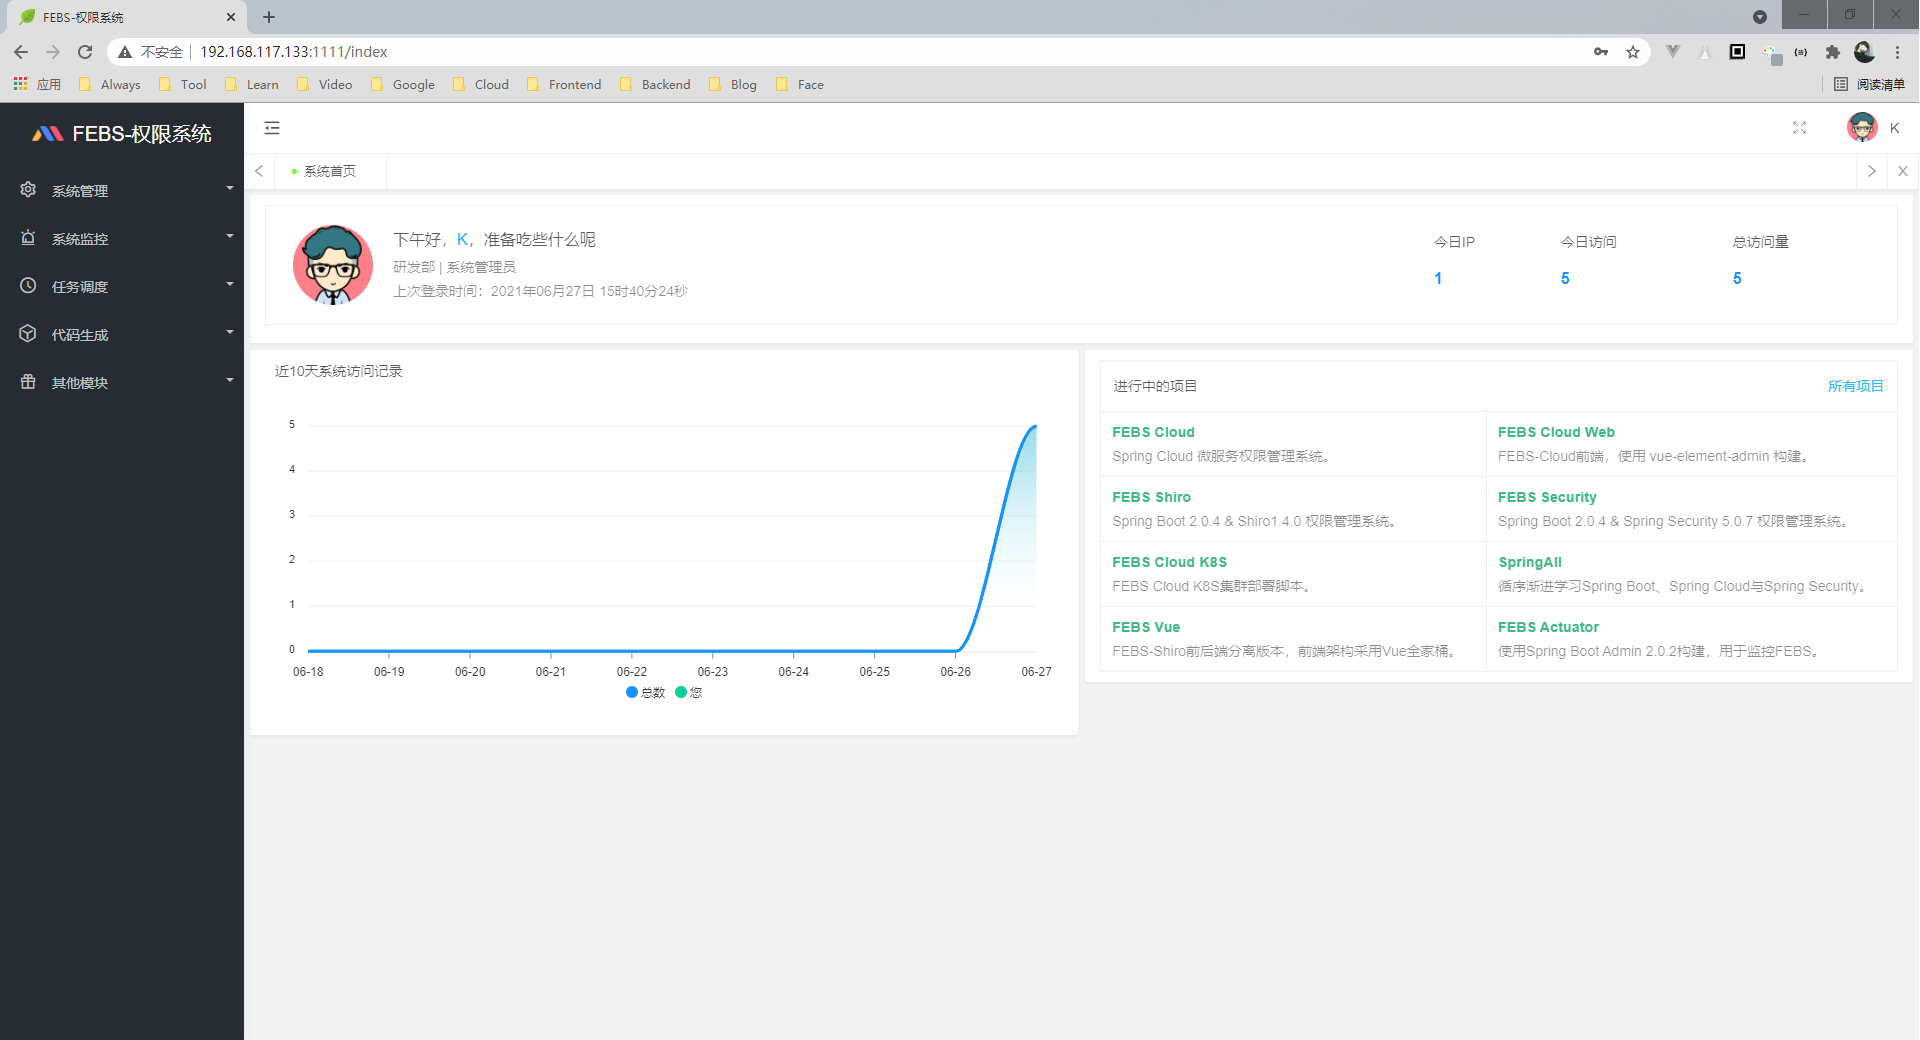 FEBS-权限系统
不安全 192.168.117.133:1111/index
应用 Always Tool Learn Video Google Cloud Frontend Backend Blog Face 阅读清单
FEBS-权限系统
K
系统管理
系统监控
任务调度
代码生成
其他模块
系统首页
下午好，K，准备吃些什么呢
研发部 | 系统管理员
上次登录时间：2021年06月27日 15时40分24秒
今日IP 今日访问 总访问量
1 5 5
近10天系统访问记录
5
4
3
2
1
0
06-18 06-19 06-20 06-21 06-22 06-23 06-24 06-25 06-26 06-27
总数 您
进行中的项目 所有项目
FEBS Cloud
Spring Cloud 微服务权限管理系统。
FEBS Cloud Web
FEBS-Cloud前端，使用 vue-element-admin 构建。
FEBS Shiro
Spring Boot 2.0.4 & Shiro1.4.0 权限管理系统。
FEBS Security
Spring Boot 2.0.4 & Spring Security 5.0.7 权限管理系统。
FEBS Cloud K8S
FEBS Cloud K8S集群部署脚本。
SpringAll
循序渐进学习Spring Boot、Spring Cloud与Spring Security。
FEBS Vue
FEBS-Shiro前后端分离版本，前端架构采用Vue全家桶。
FEBS Actuator
使用Spring Boot Admin 2.0.2构建，用于监控FEBS。